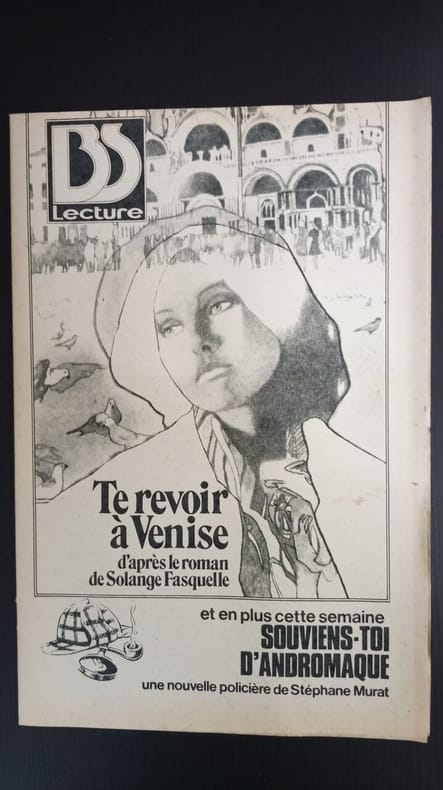 BS
Lecture
Te revoir
à Venise
d'après le roman
de Solange Fasquelle
et en plus cette semaine
SOUVIENS-TOI
D'ANDROMAQUE
une nouvelle policière de Stéphane Murat